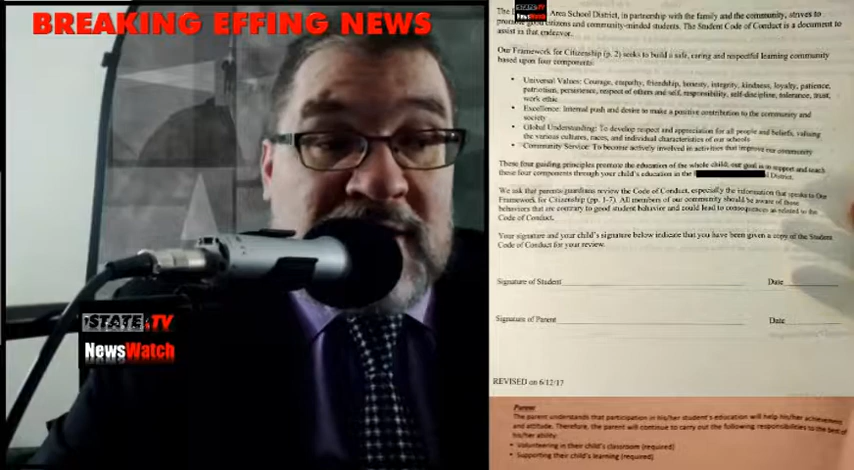 BREAKING EFFING NEWS
STATE.TV
NewsWatch
STATE.TV
NewsWatch
The Area School District, in partnership with the family and the community, strives to
promote good citizens and community-minded students. The Student Code of Conduct is a document to
assist in that endeavor.
Our Framework for Citizenship (p. 2) seeks to build a safe, caring and respectful learning community
based upon four components:
• Universal Values: Courage, empathy, friendship, honesty, integrity, kindness, loyalty, patience,
patriotism, persistence, respect of others and self, responsibility, self-discipline, tolerance, trust,
work ethic
• Excellence: Internal push and desire to make a positive contribution to the community and
society
• Global Understanding: To develop respect and appreciation for all people and beliefs, valuing
the various cultures, races, and individual characteristics of our schools
• Community Service: To become actively involved in activities that improve our community
These four guiding principles promote the education of the whole child; our goal is to support and teach
these four components through your child's education in the District.
We ask that parents/guardians review the Code of Conduct, especially the information that speaks to Our
Framework for Citizenship (pp. 1-7). All members of our community should be aware of those
behaviors that are contrary to good student behavior and could lead to consequences as related to the
Code of Conduct.
Your signature and your child's signature below indicate that you have been given a copy of the Student
Code of Conduct for your review.
Signature of Student Date
Signature of Parent Date
REVISED on 6/12/17
Parent
The parent understands that participation in his/her student's education will help his/her achievement
and attitude. Therefore, the parent will continue to carry out the following responsibilities to the best of
his/her ability:
• Volunteering in their child's classroom (required)
• Supporting their child's learning (required)